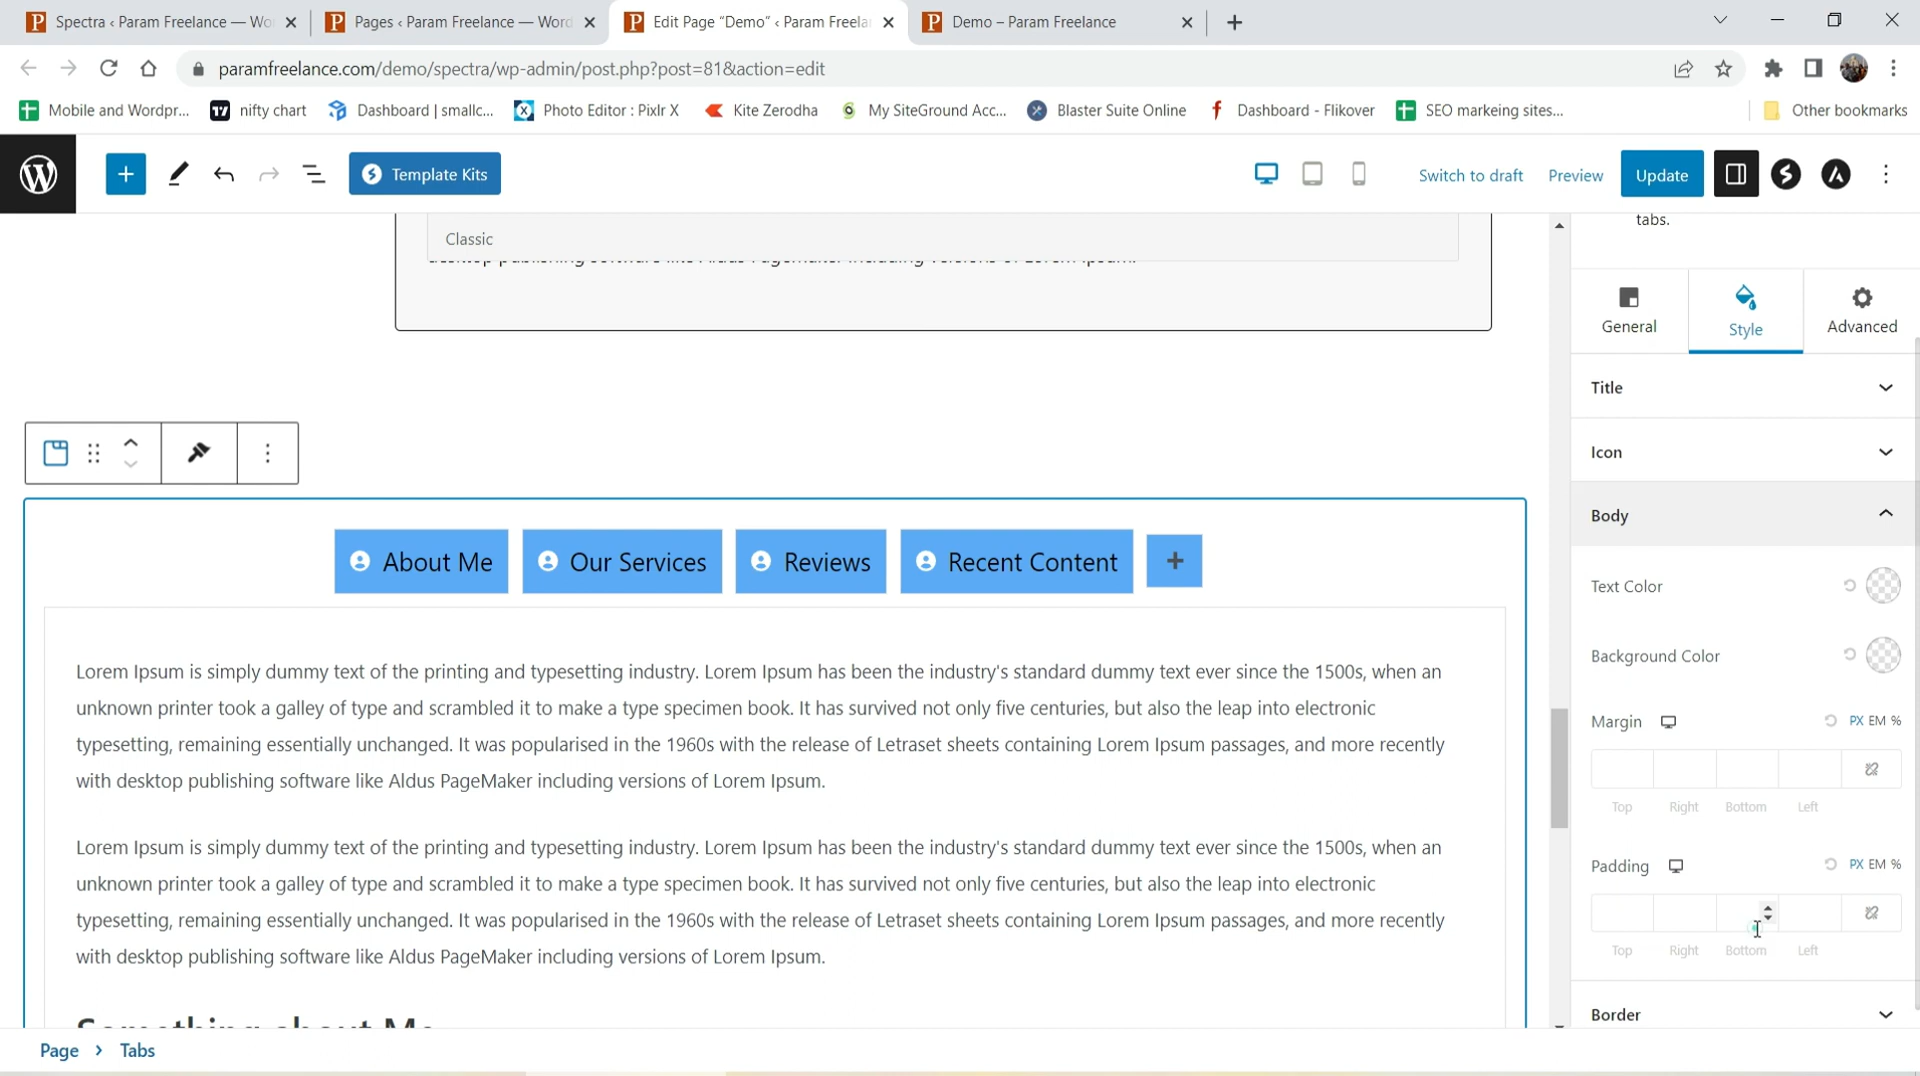 Spectra ‹ Param Freelance — Wo
Pages ‹ Param Freelance — Word
Edit Page “Demo” ‹ Param Freela
Demo – Param Freelance
paramfreelance.com/demo/spectra/wp-admin/post.php?post=81&action=edit
Mobile and Wordpr...
nifty chart
Dashboard | smallc...
Photo Editor : Pixlr X
Kite Zerodha
My SiteGround Acc...
Blaster Suite Online
Dashboard - Flikover
SEO markeing sites...
Other bookmarks
Template Kits
Switch to draft
Preview
Update
tabs.
Classic
desktop publishing software like Aldus PageMaker including versions of Lorem Ipsum.
General
Style
Advanced
Title
Icon
Body
About Me
Our Services
Reviews
Recent Content
+
Text Color
Background Color
Lorem Ipsum is simply dummy text of the printing and typesetting industry. Lorem Ipsum has been the industry's standard dummy text ever since the 1500s, when an
unknown printer took a galley of type and scrambled it to make a type specimen book. It has survived not only five centuries, but also the leap into electronic
typesetting, remaining essentially unchanged. It was popularised in the 1960s with the release of Letraset sheets containing Lorem Ipsum passages, and more recently
with desktop publishing software like Aldus PageMaker including versions of Lorem Ipsum.
Margin PX EM %
Top Right Bottom Left
Lorem Ipsum is simply dummy text of the printing and typesetting industry. Lorem Ipsum has been the industry's standard dummy text ever since the 1500s, when an
unknown printer took a galley of type and scrambled it to make a type specimen book. It has survived not only five centuries, but also the leap into electronic
typesetting, remaining essentially unchanged. It was popularised in the 1960s with the release of Letraset sheets containing Lorem Ipsum passages, and more recently
with desktop publishing software like Aldus PageMaker including versions of Lorem Ipsum.
Padding PX EM %
Top Right Bottom Left
Something about Me
Border
Page › Tabs